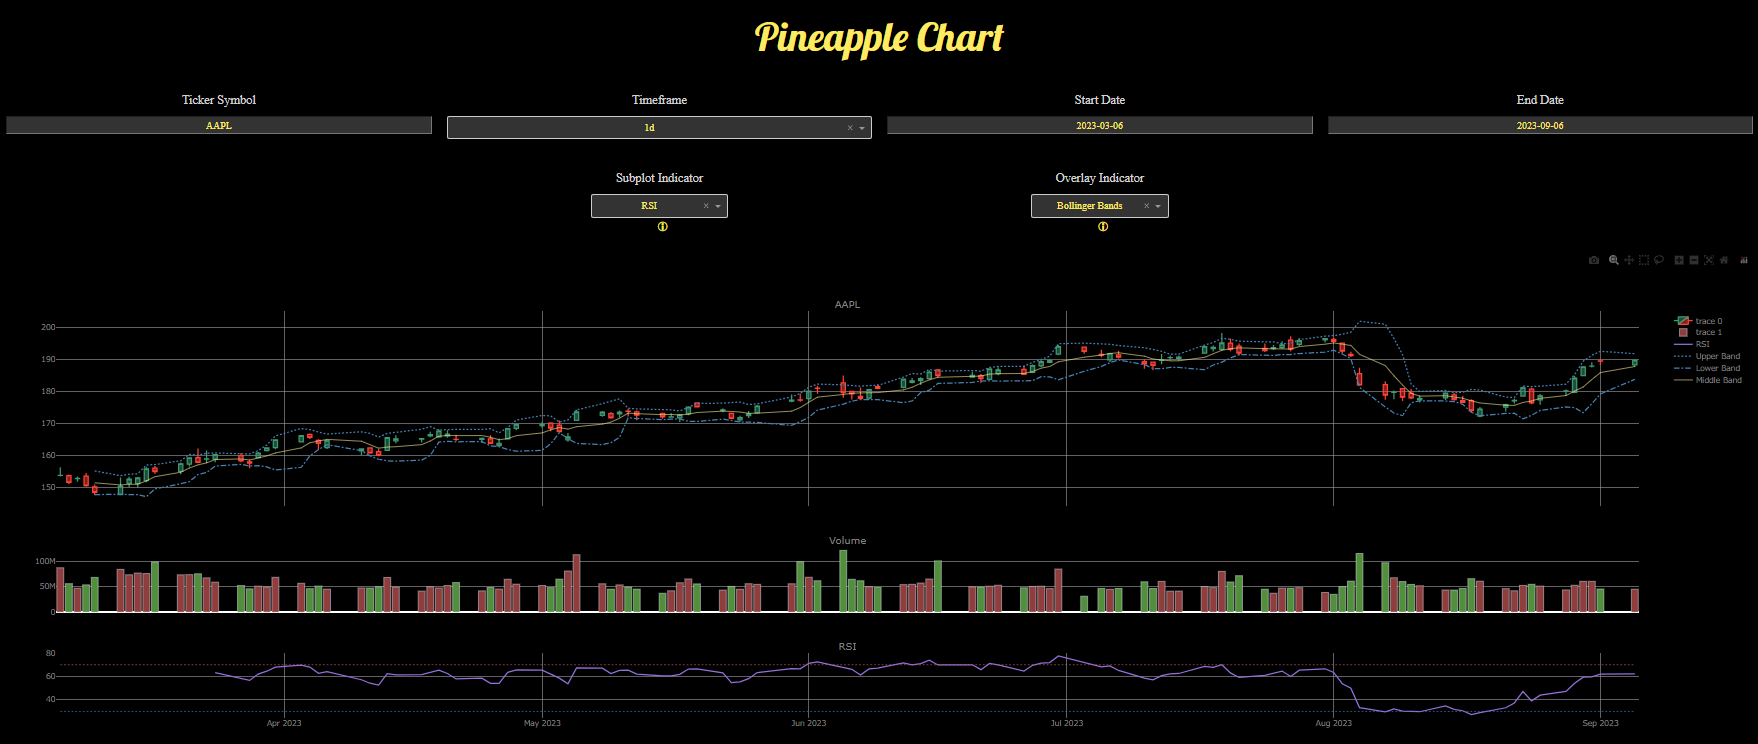 Pineapple Chart
Ticker Symbol
Timeframe
Start Date
End Date
AAPL
1d
2023-03-06
2023-09-06
Subplot Indicator
Overlay Indicator
RSI
Bollinger Bands
AAPL
200
190
180
170
160
150
trace 0
trace 1
RSI
Upper Band
Lower Band
Middle Band
Volume
100M
50M
0
RSI
80
60
40
Apr 2023
May 2023
Jun 2023
Jul 2023
Aug 2023
Sep 2023